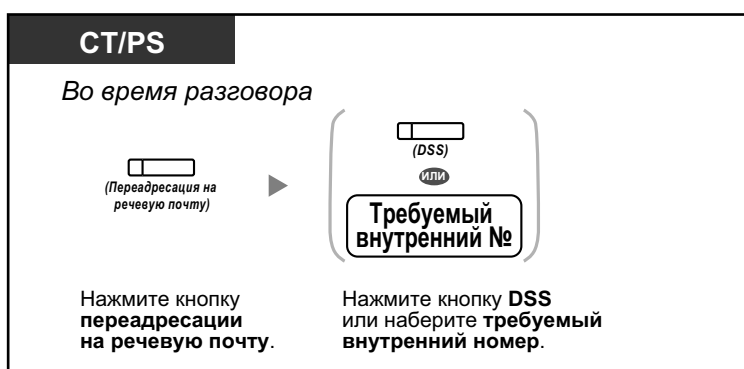 СТ/PS
Во время разговора
(Переадресация на
речевую почту)
(DSS)
или
Требуемый
внутренний №
Нажмите кнопку
переадресации
на речевую почту.
Нажмите кнопку DSS
или наберите требуемый
внутренний номер.